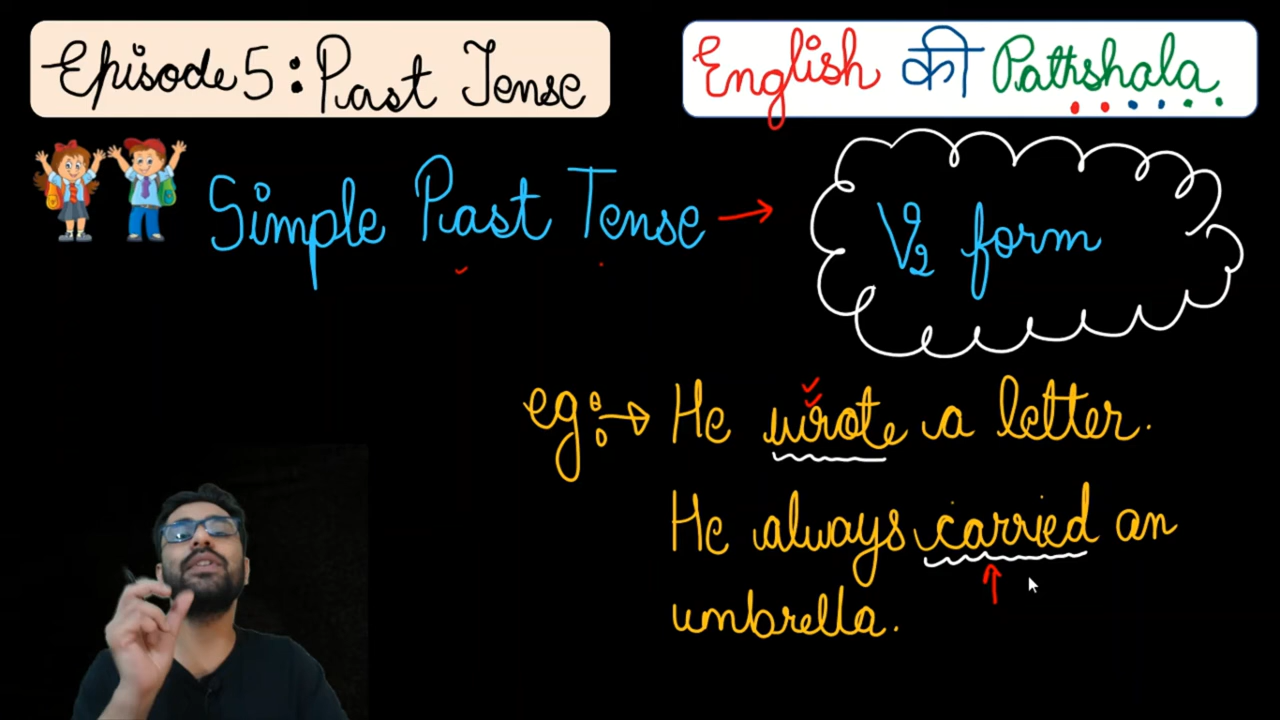 Episode 5: Past Tense
English की Pathshala
Simple Past Tense → V₂ form
eg:→ He wrote a letter.
He always carried an
umbrella.